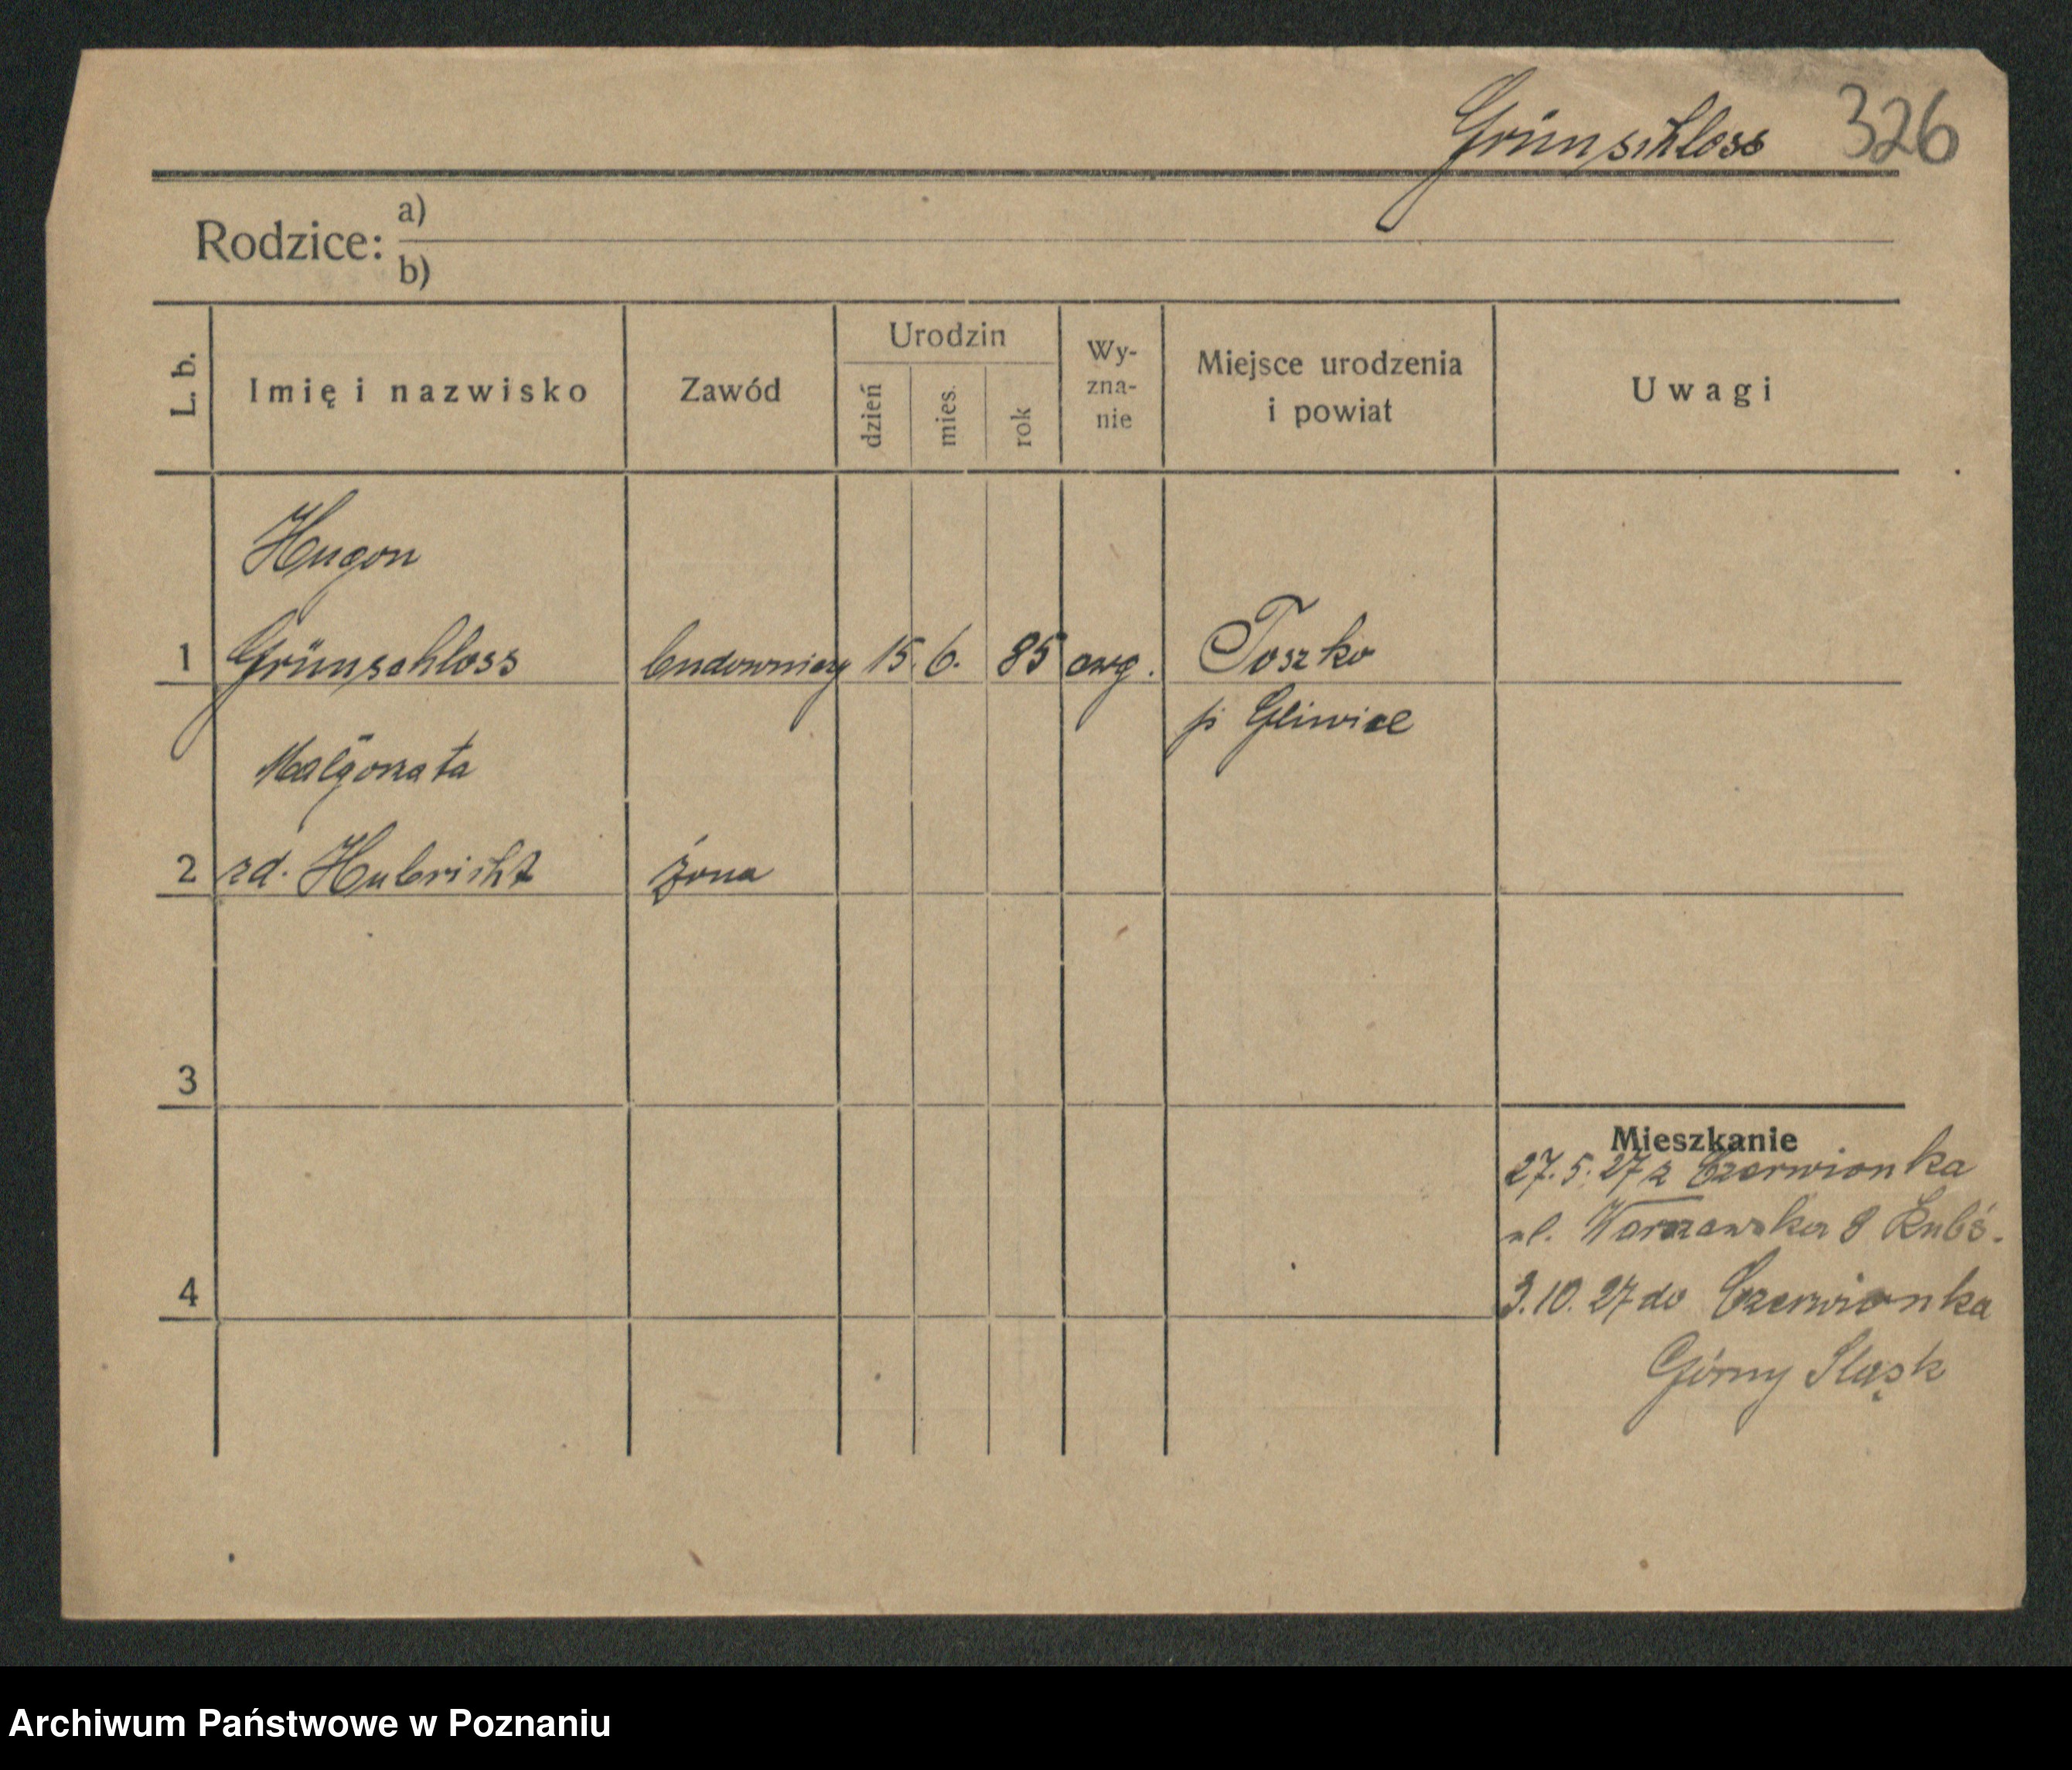 Grünschloss 326
Rodzice: a)
b)
L. b.
Imię i nazwisko
Zawód
Urodzin
dzień
mies.
rok
Wy-
zna-
nie
Miejsce urodzenia
i powiat
Uwagi
Hugon
1 Grünschloss budowniczy 15. 6. 85 ewg. Toszko
p Gliwice
Małgorzata
2 zd. Hubricht żona
3
Mieszkanie
27.5.27 z Czerwionka
ul. Warszawska 8
4
3.10.27 do Czerwionka
Górny Sląsk
Archiwum Państwowe w Poznaniu